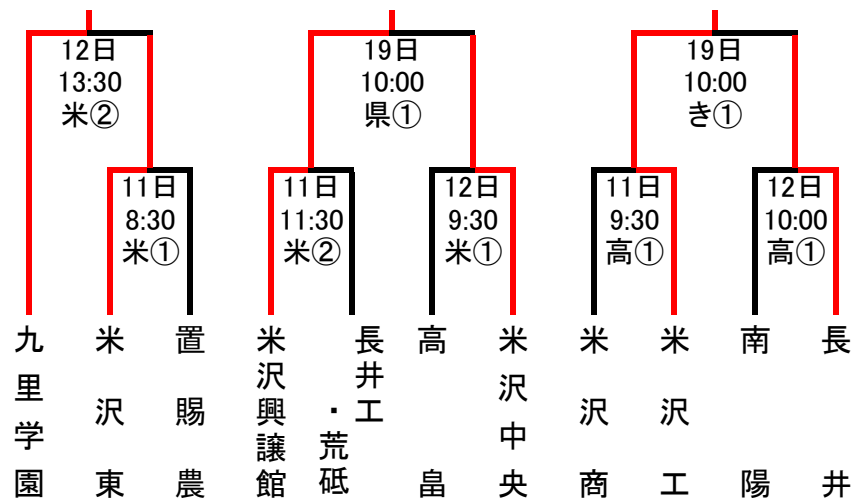 12日
13:30
米②
19日
10:00
県①
19日
10:00
き①
11日
8:30
米①
11日
11:30
米②
12日
9:30
米①
11日
9:30
高①
12日
10:00
高①
九里学園
米沢東
置賜農
米沢興譲館
長井工
・荒砥
高畠
米沢中央
米沢商
米沢工
南陽
長井